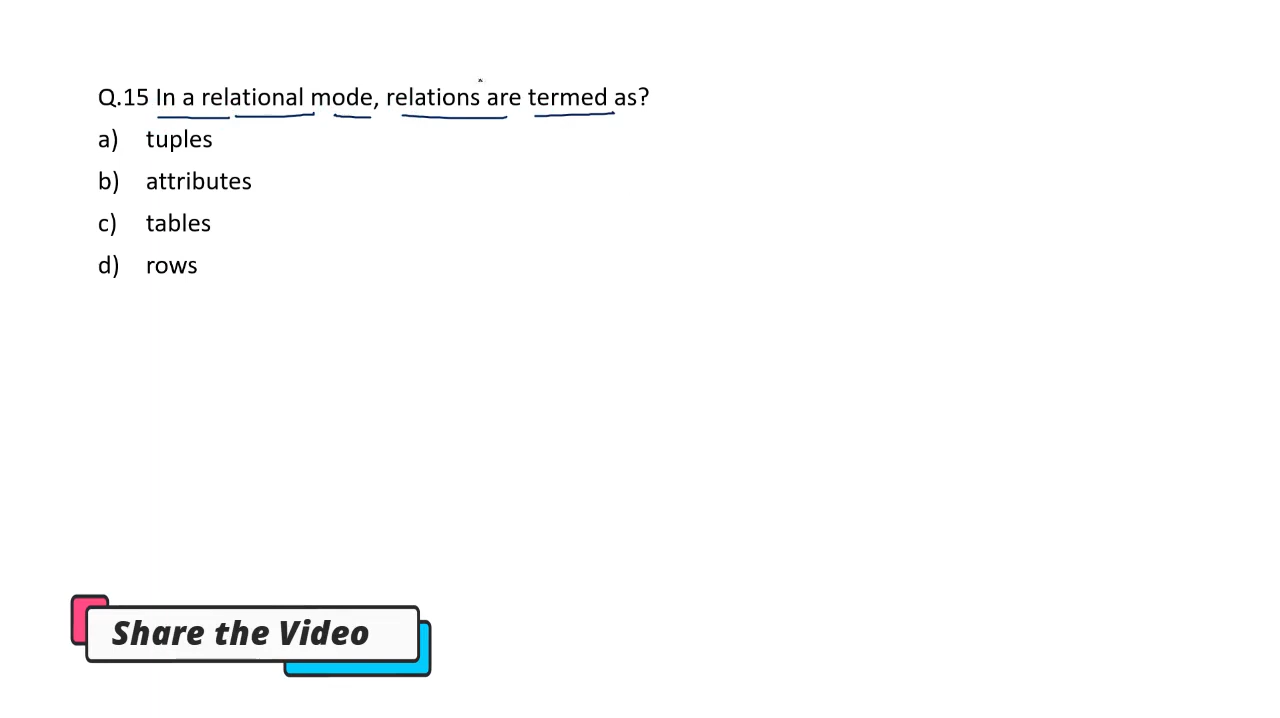 Q.15 In a relational mode, relations are termed as?
a) tuples
b) attributes
c) tables
d) rows
Share the Video